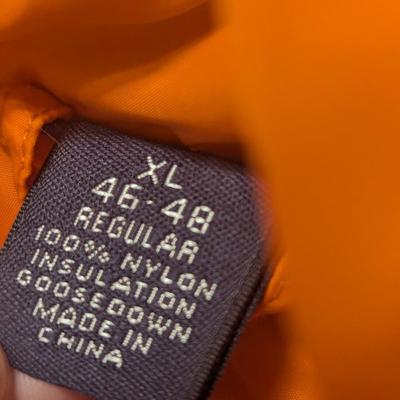 XL
46-48
REGULAR
100% NYLON
INSULATION
GOOSEDOWN
MADE IN
CHINA